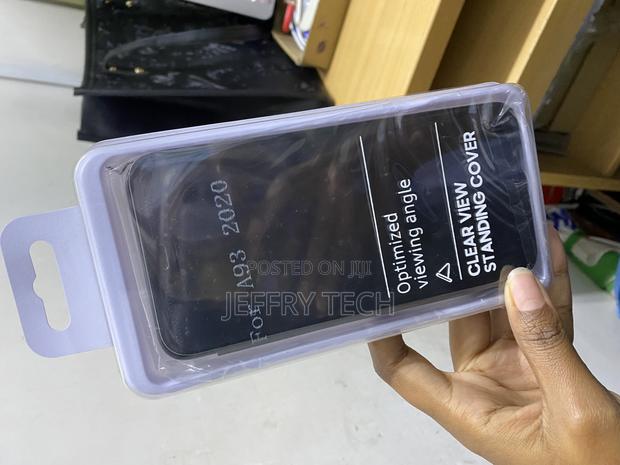 For A93 2020
Optimized
viewing angle
CLEAR VIEW
STANDING COVER
POSTED ON JIJI
JEFFRY TECH